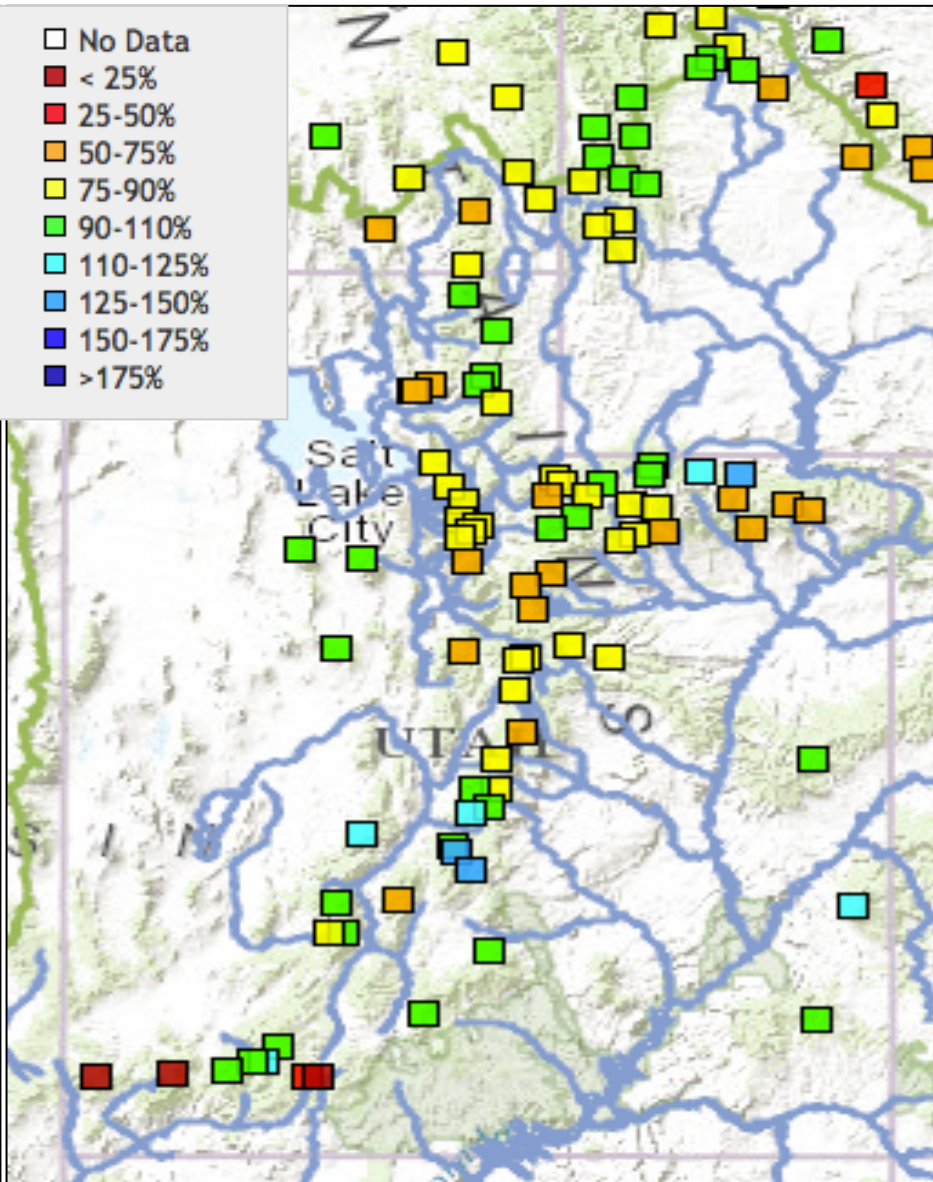 No Data
< 25%
25-50%
50-75%
75-90%
90-110%
110-125%
125-150%
150-175%
>175%
Salt
Lake
City
UTAH
S I N